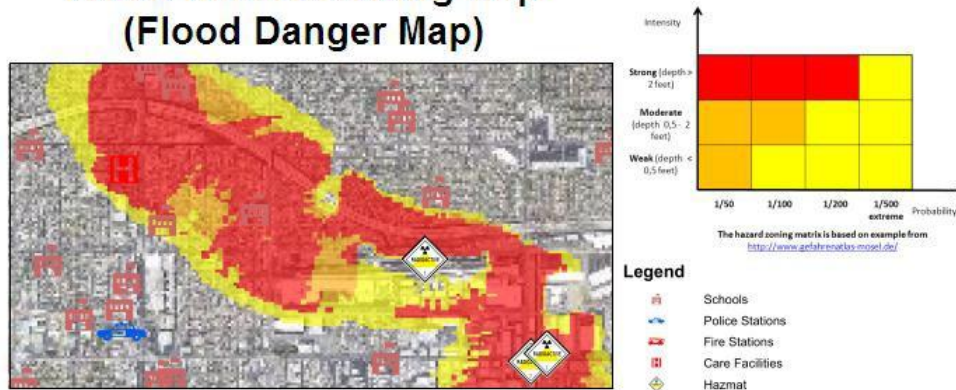 (Flood Danger Map)
Intensity
Strong (depth >
2 feet)
Moderate
(depth 0,5 - 2
feet)
Weak (depth <
0,5 feet)
1/50
1/100
1/200
1/500
extreme
Probability
The hazard zoning matrix is based on example from
http://www.gefahrenatlas-mosel.de/
H
RADIOACTIVE
RADIOACTIVE
Legend
Schools
Police Stations
Fire Stations
H
Care Facilities
Hazmat